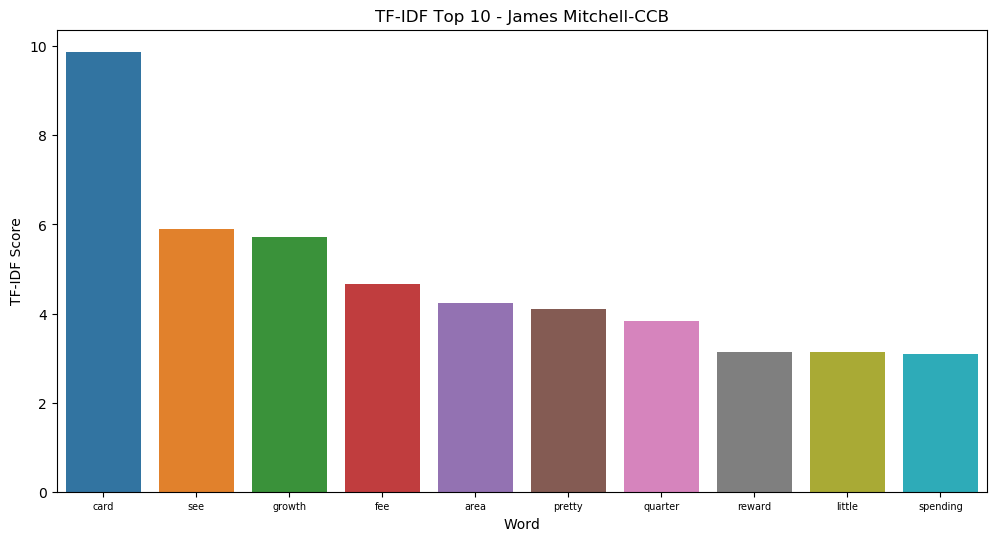 TF-IDF Top 10 - James Mitchell-CCB
TF-IDF Score
10
8
6
4
2
0
card see growth fee area pretty quarter reward little spending
Word